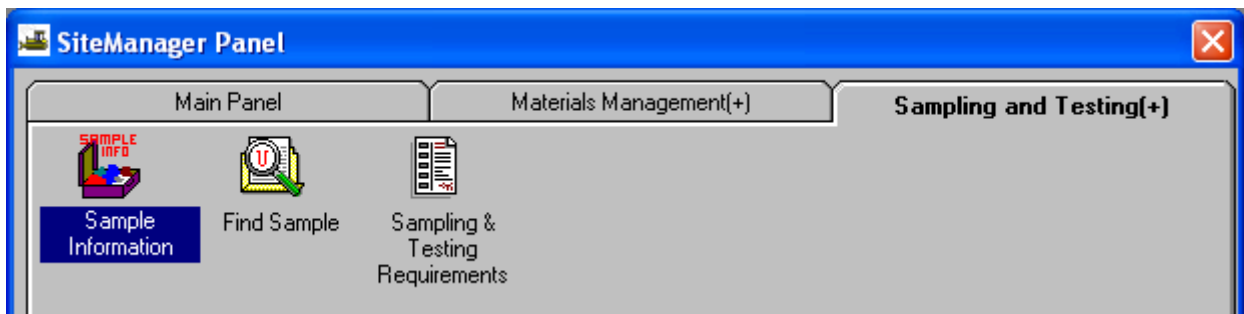 SiteManager Panel
Main Panel
Materials Management(+)
Sampling and Testing(+)
SAMPLE
INFO
Sample
Information
U
Find Sample
Sampling &
Testing
Requirements